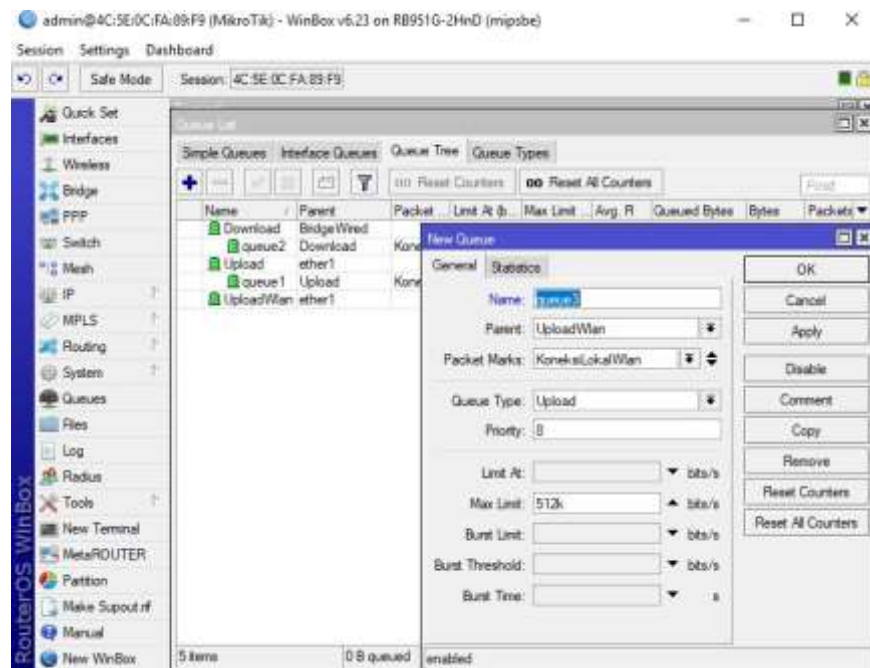 admin@4C:5E:0C:FA:89:F9 (MikroTik) - WinBox v6.23 on RB951G-2HnD (mipsbe)
Session Settings Dashboard
Safe Mode Session: 4C:5E:0C:FA:89:F9
Quick Set
Interfaces
Wireless
Bridge
PPP
Switch
Mesh
IP
MPLS
Routing
System
Queues
Files
Log
Radius
Tools
New Terminal
MetaROUTER
Partition
Make Supout.rif
Manual
New WinBox
RouterOS WinBox
Queue List
Simple Queues Interface Queues Queue Tree Queue Types
00 Reset Counters 00 Reset All Counters Find
Name Parent Packet ... Limit At (b... Max Limit ... Avg. R Queued Bytes Bytes Packets
Download BridgeWired
queue2 Download Kone
Upload ether1
queue1 Upload Kone
UploadWlan ether1
5 items 0 B queued
New Queue
General Statistics
Name: queue3
Parent: UploadWlan
Packet Marks: KoneksiLokalWlan
Queue Type: Upload
Priority: 8
Limit At: bits/s
Max Limit: 512k bits/s
Burst Limit: bits/s
Burst Threshold: bits/s
Burst Time: s
OK
Cancel
Apply
Disable
Comment
Copy
Remove
Reset Counters
Reset All Counters
enabled